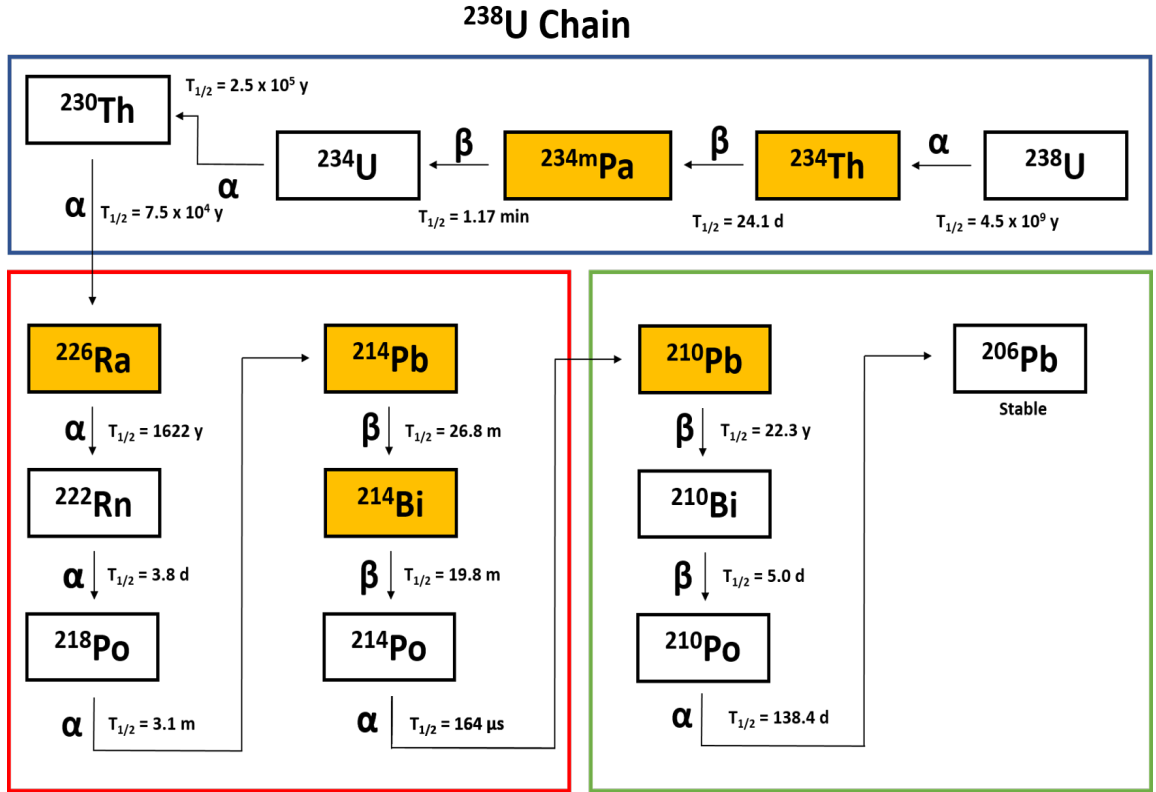 ²³⁸U Chain
²³⁰Th
T₁/₂ = 2.5 x 10⁵ y
α
²³⁴U
β
²³⁴ᵐPa
β
²³⁴Th
α
²³⁸U
α
T₁/₂ = 7.5 x 10⁴ y
T₁/₂ = 1.17 min
T₁/₂ = 24.1 d
T₁/₂ = 4.5 x 10⁹ y
²²⁶Ra
α
T₁/₂ = 1622 y
²²²Rn
α
T₁/₂ = 3.8 d
²¹⁸Po
α
T₁/₂ = 3.1 m
²¹⁴Pb
β
T₁/₂ = 26.8 m
²¹⁴Bi
β
T₁/₂ = 19.8 m
²¹⁴Po
α
T₁/₂ = 164 µs
²¹⁰Pb
β
T₁/₂ = 22.3 y
²¹⁰Bi
β
T₁/₂ = 5.0 d
²¹⁰Po
α
T₁/₂ = 138.4 d
²⁰⁶Pb
Stable